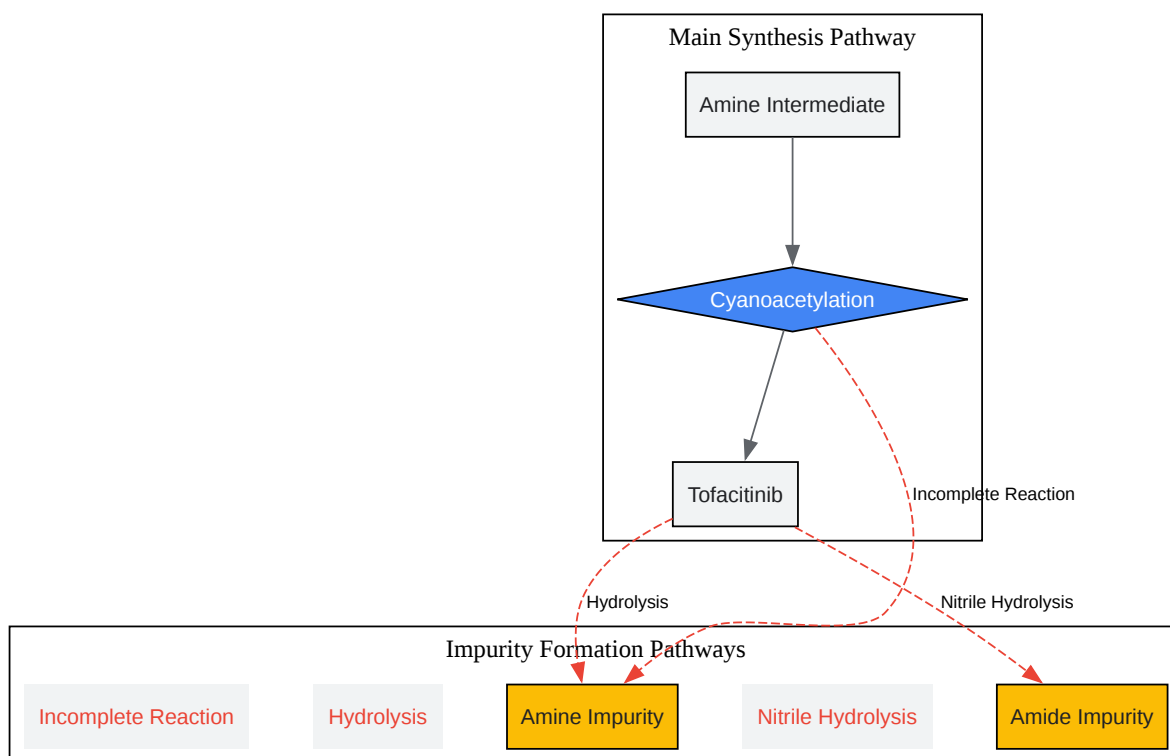 Main Synthesis Pathway
Amine Intermediate
Cyanoacetylation
Tofacitinib
Incomplete Reaction
Hydrolysis
Nitrile Hydrolysis
Impurity Formation Pathways
Incomplete Reaction
Hydrolysis
Amine Impurity
Nitrile Hydrolysis
Amide Impurity